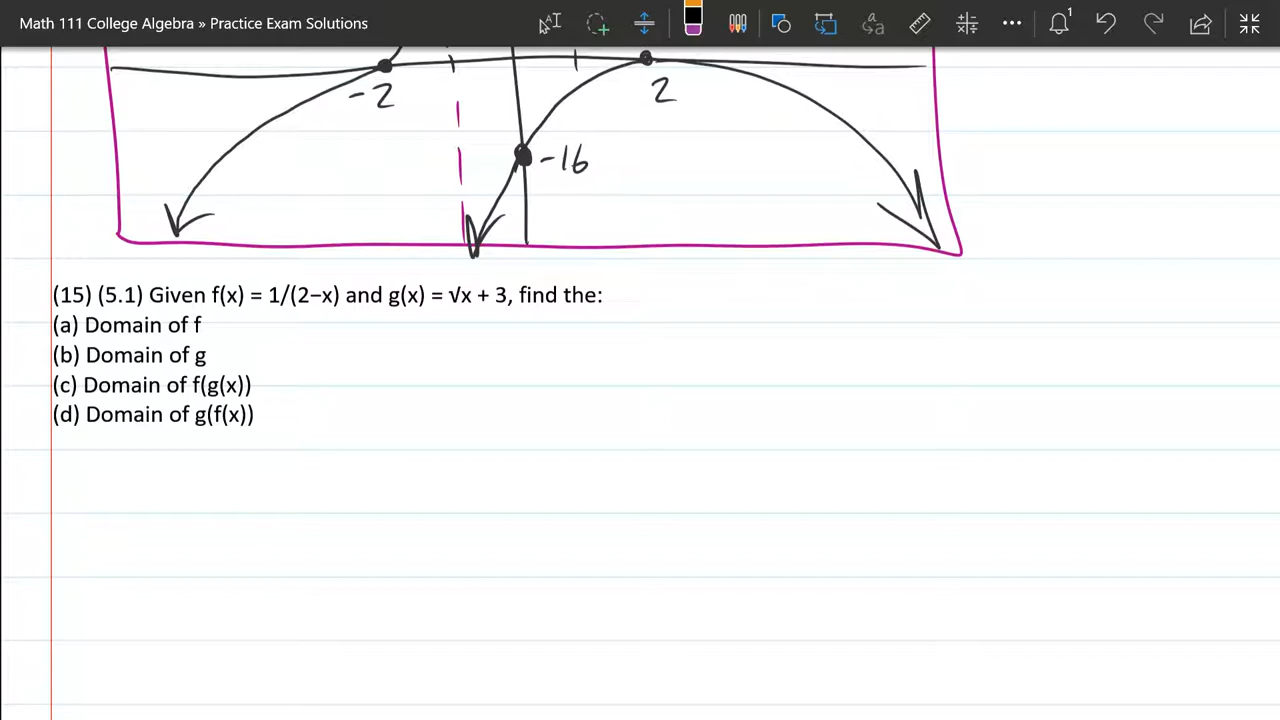 Math 111 College Algebra » Practice Exam Solutions
1
-2
2
-16
(15) (5.1) Given f(x) = 1/(2−x) and g(x) = √x + 3, find the:
(a) Domain of f
(b) Domain of g
(c) Domain of f(g(x))
(d) Domain of g(f(x))